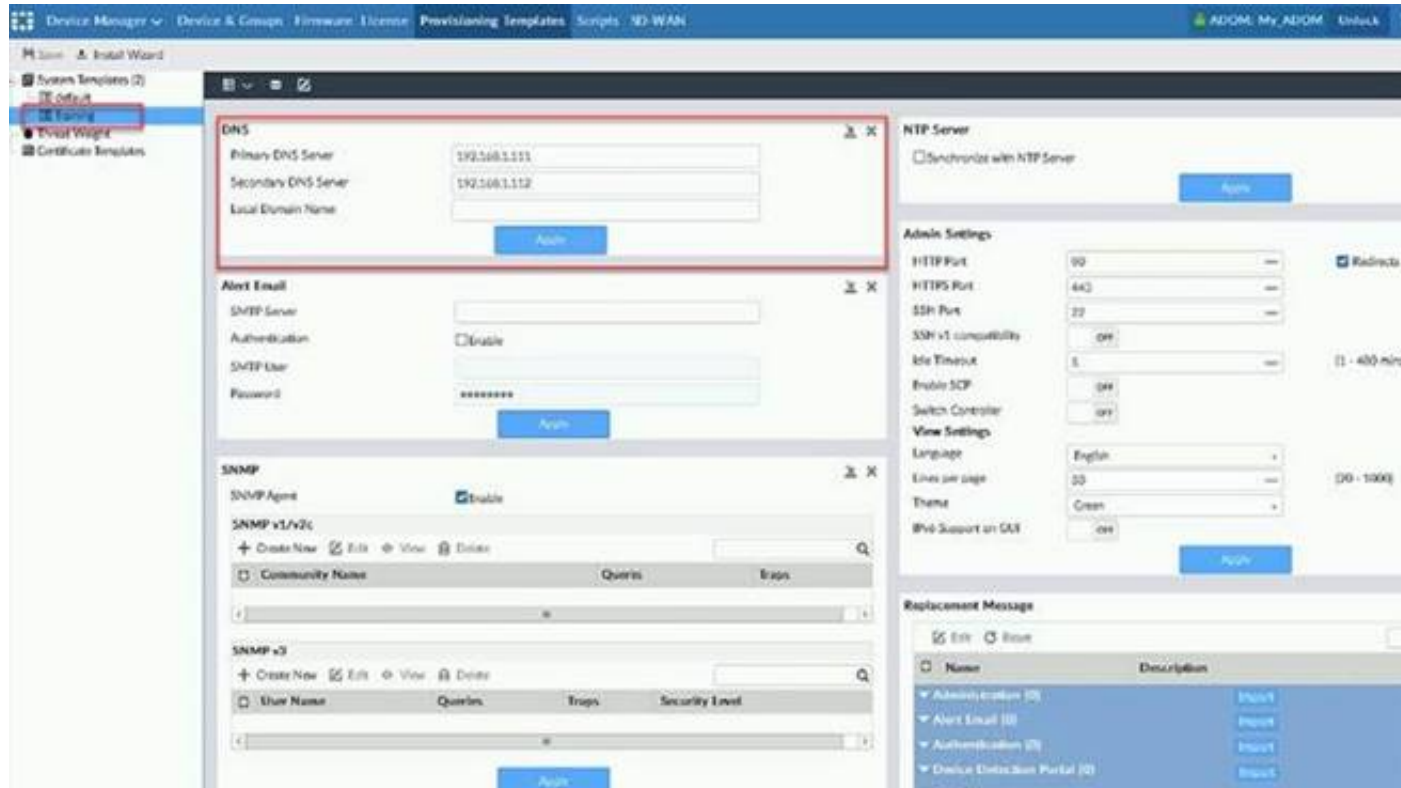 Device Manager Device & Groups Firmware License Provisioning Templates Scripts SD-WAN ADOM: My_ADOM Unlock
Save Install Wizard
System Templates (2)
default
Training
Threat Weight
Certificate Templates
DNS
Primary DNS Server 192.168.1.111
Secondary DNS Server 192.168.1.112
Local Domain Name
Apply
Alert Email
SMTP Server
Authentication Enable
SMTP User
Password ********
Apply
SNMP
SNMP Agent Enable
SNMP v1/v2c
Create New Edit View Delete
Community Name Queries Traps
SNMP v3
Create New Edit View Delete
User Name Queries Traps Security Level
Apply
NTP Server
Synchronize with NTP Server
Apply
Admin Settings
HTTP Port Redirects
HTTPS Port 443
SSH Port 22
SSH v1 compatibility OFF
Idle Timeout (1 - 480 mins
Enable SCP OFF
Switch Controller OFF
View Settings
Language English
Lines per page (20 - 1000)
Theme Green
IPv6 Support on GUI OFF
Apply
Replacement Message
Edit Reset
Name Description
Administration (0) Import
Alert Email (0) Import
Authentication (0) Import
Device Detection Portal (0) Import